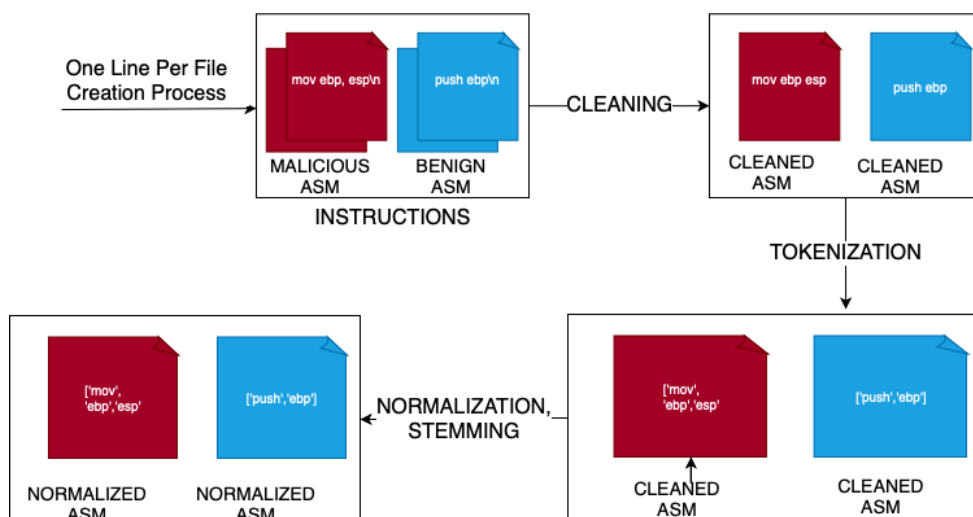 One Line Per File
Creation Process
mov ebp, esp\n
push ebp\n
MALICIOUS
ASM
BENIGN
ASM
INSTRUCTIONS
CLEANING
mov ebp esp
push ebp
CLEANED
ASM
CLEANED
ASM
TOKENIZATION
['mov',
'ebp','esp'
['push','ebp']
CLEANED
ASM
CLEANED
ASM
NORMALIZATION,
STEMMING
['mov',
'ebp','esp'
['push','ebp']
NORMALIZED
ASM
NORMALIZED
ASM